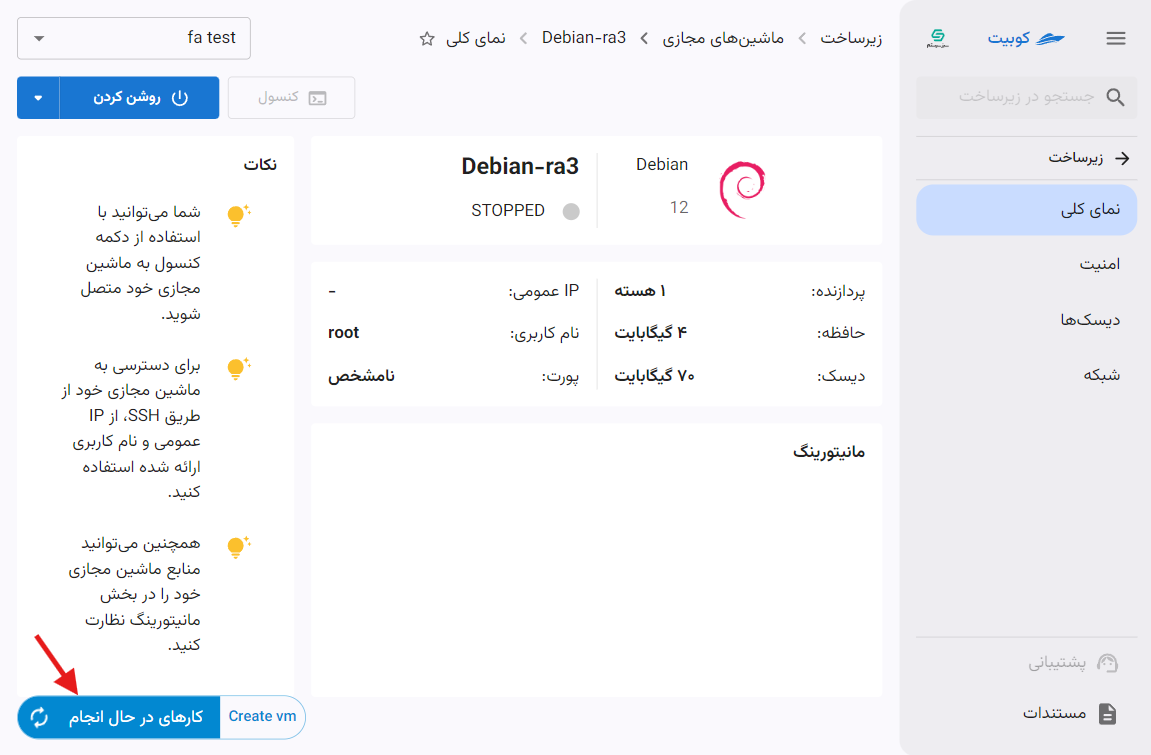 کوبیت
جستجو در زیرساخت
زیرساخت
نمای کلی
امنیت
دیسک‌ها
شبکه
پشتیبانی
مستندات
زیرساخت > ماشین‌های مجازی > Debian-ra3 > نمای کلی
fa test
کنسول
روشن کردن
Debian
12
Debian-ra3
STOPPED
پردازنده: ۱ هسته
حافظه: ۴ گیگابایت
دیسک: ۷۰ گیگابایت
IP عمومی: -
نام کاربری: root
پورت: نامشخص
مانیتورینگ
نکات
شما می‌توانید با
استفاده از دکمه
کنسول به ماشین
مجازی خود متصل
شوید.
برای دسترسی به
ماشین مجازی خود از
طریق SSH، از IP
عمومی و نام کاربری
ارائه شده استفاده
کنید.
همچنین می‌توانید
منابع ماشین مجازی
خود را در بخش
مانیتورینگ نظارت
کنید.
Create vm
کارهای در حال انجام